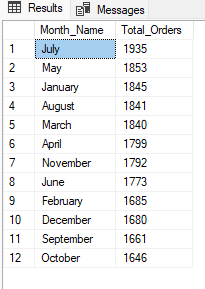 Results Messages
Month_Name Total_Orders
1 July 1935
2 May 1853
3 January 1845
4 August 1841
5 March 1840
6 April 1799
7 November 1792
8 June 1773
9 February 1685
10 December 1680
11 September 1661
12 October 1646